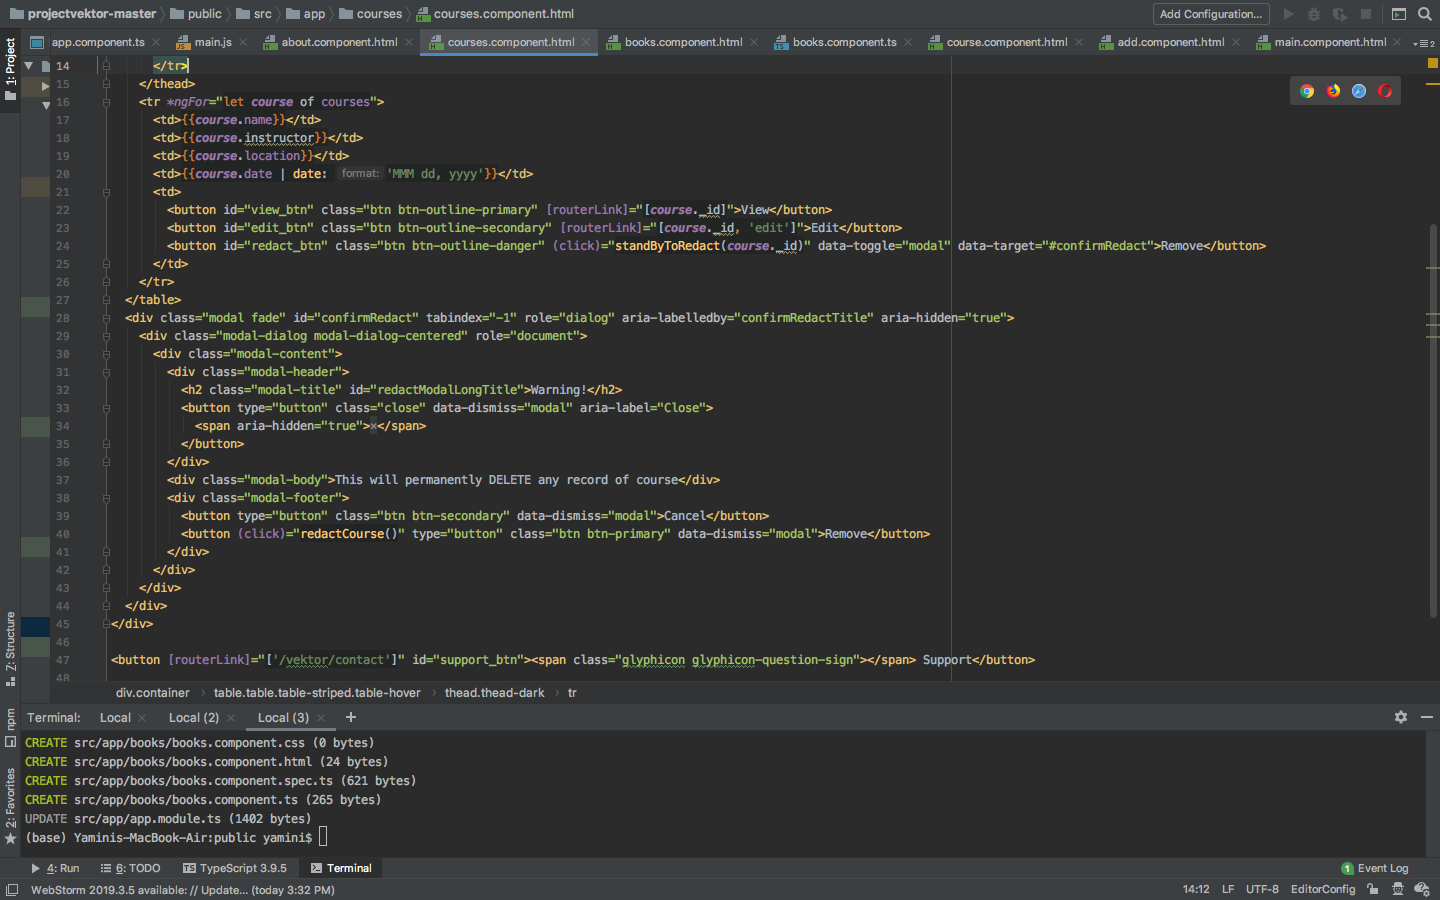 projectvektor-master public src app courses courses.component.html Add Configuration...
app.component.ts main.js about.component.html courses.component.html books.component.html books.component.ts course.component.html add.component.html main.component.html
1: Project
14 </tr>
15 </thead>
16 <tr *ngFor="let course of courses">
17 <td>{{course.name}}</td>
18 <td>{{course.instructor}}</td>
19 <td>{{course.location}}</td>
20 <td>{{course.date | date: format: 'MMM dd, yyyy'}}</td>
21 <td>
22 <button id="view_btn" class="btn btn-outline-primary" [routerLink]="[course._id]">View</button>
23 <button id="edit_btn" class="btn btn-outline-secondary" [routerLink]="[course._id, 'edit']">Edit</button>
24 <button id="redact_btn" class="btn btn-outline-danger" (click)="standByToRedact(course._id)" data-toggle="modal" data-target="#confirmRedact">Remove</button>
25 </td>
26 </tr>
27 </table>
28 <div class="modal fade" id="confirmRedact" tabindex="-1" role="dialog" aria-labelledby="confirmRedactTitle" aria-hidden="true">
29 <div class="modal-dialog modal-dialog-centered" role="document">
30 <div class="modal-content">
31 <div class="modal-header">
32 <h2 class="modal-title" id="redactModalLongTitle">Warning!</h2>
33 <button type="button" class="close" data-dismiss="modal" aria-label="Close">
34 <span aria-hidden="true">×</span>
35 </button>
36 </div>
37 <div class="modal-body">This will permanently DELETE any record of course</div>
38 <div class="modal-footer">
39 <button type="button" class="btn btn-secondary" data-dismiss="modal">Cancel</button>
40 <button (click)="redactCourse()" type="button" class="btn btn-primary" data-dismiss="modal">Remove</button>
41 </div>
42 </div>
43 </div>
44 </div>
45 </div>
46
47 <button [routerLink]="['/vektor/contact']" id="support_btn"><span class="glyphicon glyphicon-question-sign"></span> Support</button>
48
7: Structure
npm
2: Favorites
div.container table.table.table-striped.table-hover thead.thead-dark tr
Terminal: Local Local (2) Local (3) +
CREATE src/app/books/books.component.css (0 bytes)
CREATE src/app/books/books.component.html (24 bytes)
CREATE src/app/books/books.component.spec.ts (621 bytes)
CREATE src/app/books/books.component.ts (265 bytes)
UPDATE src/app/app.module.ts (1402 bytes)
(base) Yaminis-MacBook-Air:public yamini$
4: Run 6: TODO TypeScript 3.9.5 Terminal 1 Event Log
WebStorm 2019.3.5 available: // Update... (today 3:32 PM) 14:12 LF UTF-8 EditorConfig